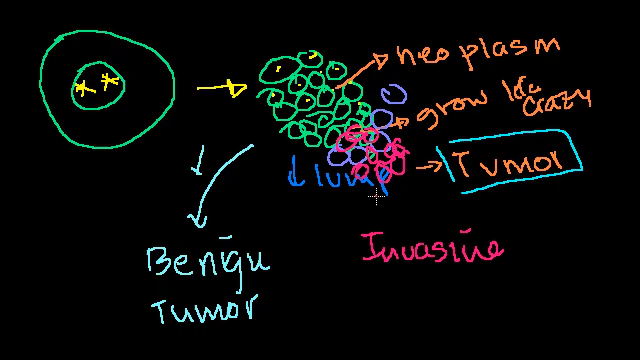 neoplasm
grow like crazy
Tumor
lump
Benign
Tumor
Invasive